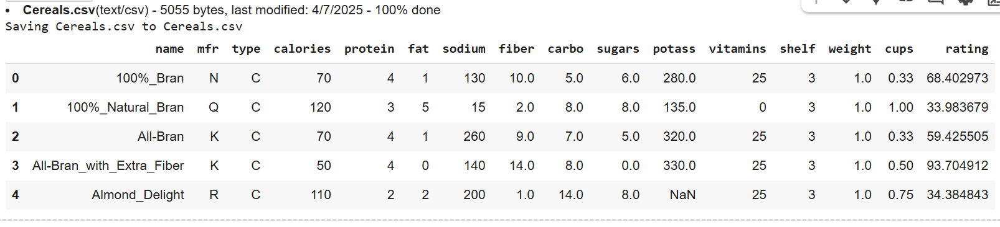 • Cereals.csv(text/csv) - 5055 bytes, last modified: 4/7/2025 - 100% done
Saving Cereals.csv to Cereals.csv
name mfr type calories protein fat sodium fiber carbo sugars potass vitamins shelf weight cups rating
0 100%_Bran N C 70 4 1 130 10.0 5.0 6.0 280.0 25 3 1.0 0.33 68.402973
1 100%_Natural_Bran Q C 120 3 5 15 2.0 8.0 8.0 135.0 0 3 1.0 1.00 33.983679
2 All-Bran K C 70 4 1 260 9.0 7.0 5.0 320.0 25 3 1.0 0.33 59.425505
3 All-Bran_with_Extra_Fiber K C 50 4 0 140 14.0 8.0 0.0 330.0 25 3 1.0 0.50 93.704912
4 Almond_Delight R C 110 2 2 200 1.0 14.0 8.0 NaN 25 3 1.0 0.75 34.384843